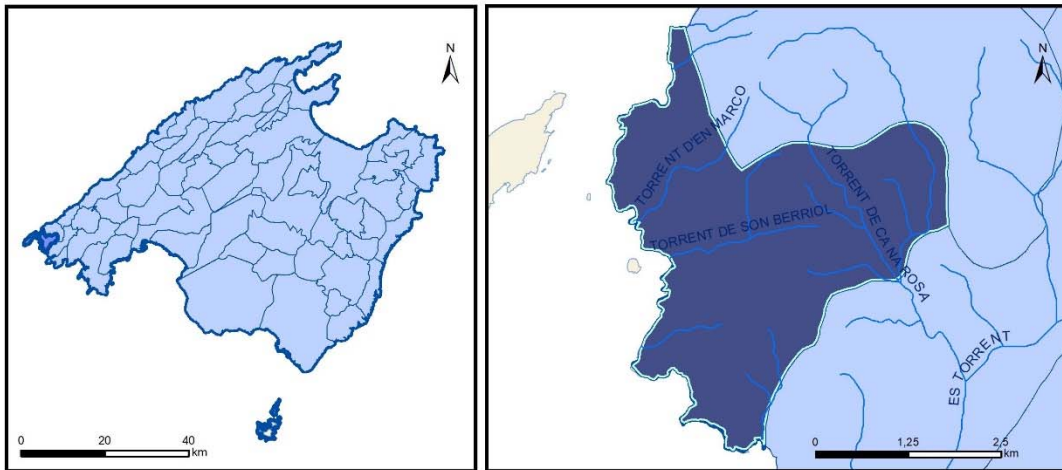 N
0
20
40
km
N
TORRENT D'EN MARCO
TORRENT DE SON BERRIOL
TORRENT DE CA NA ROSA
ES TORRENT
0
1,25
2,5
km